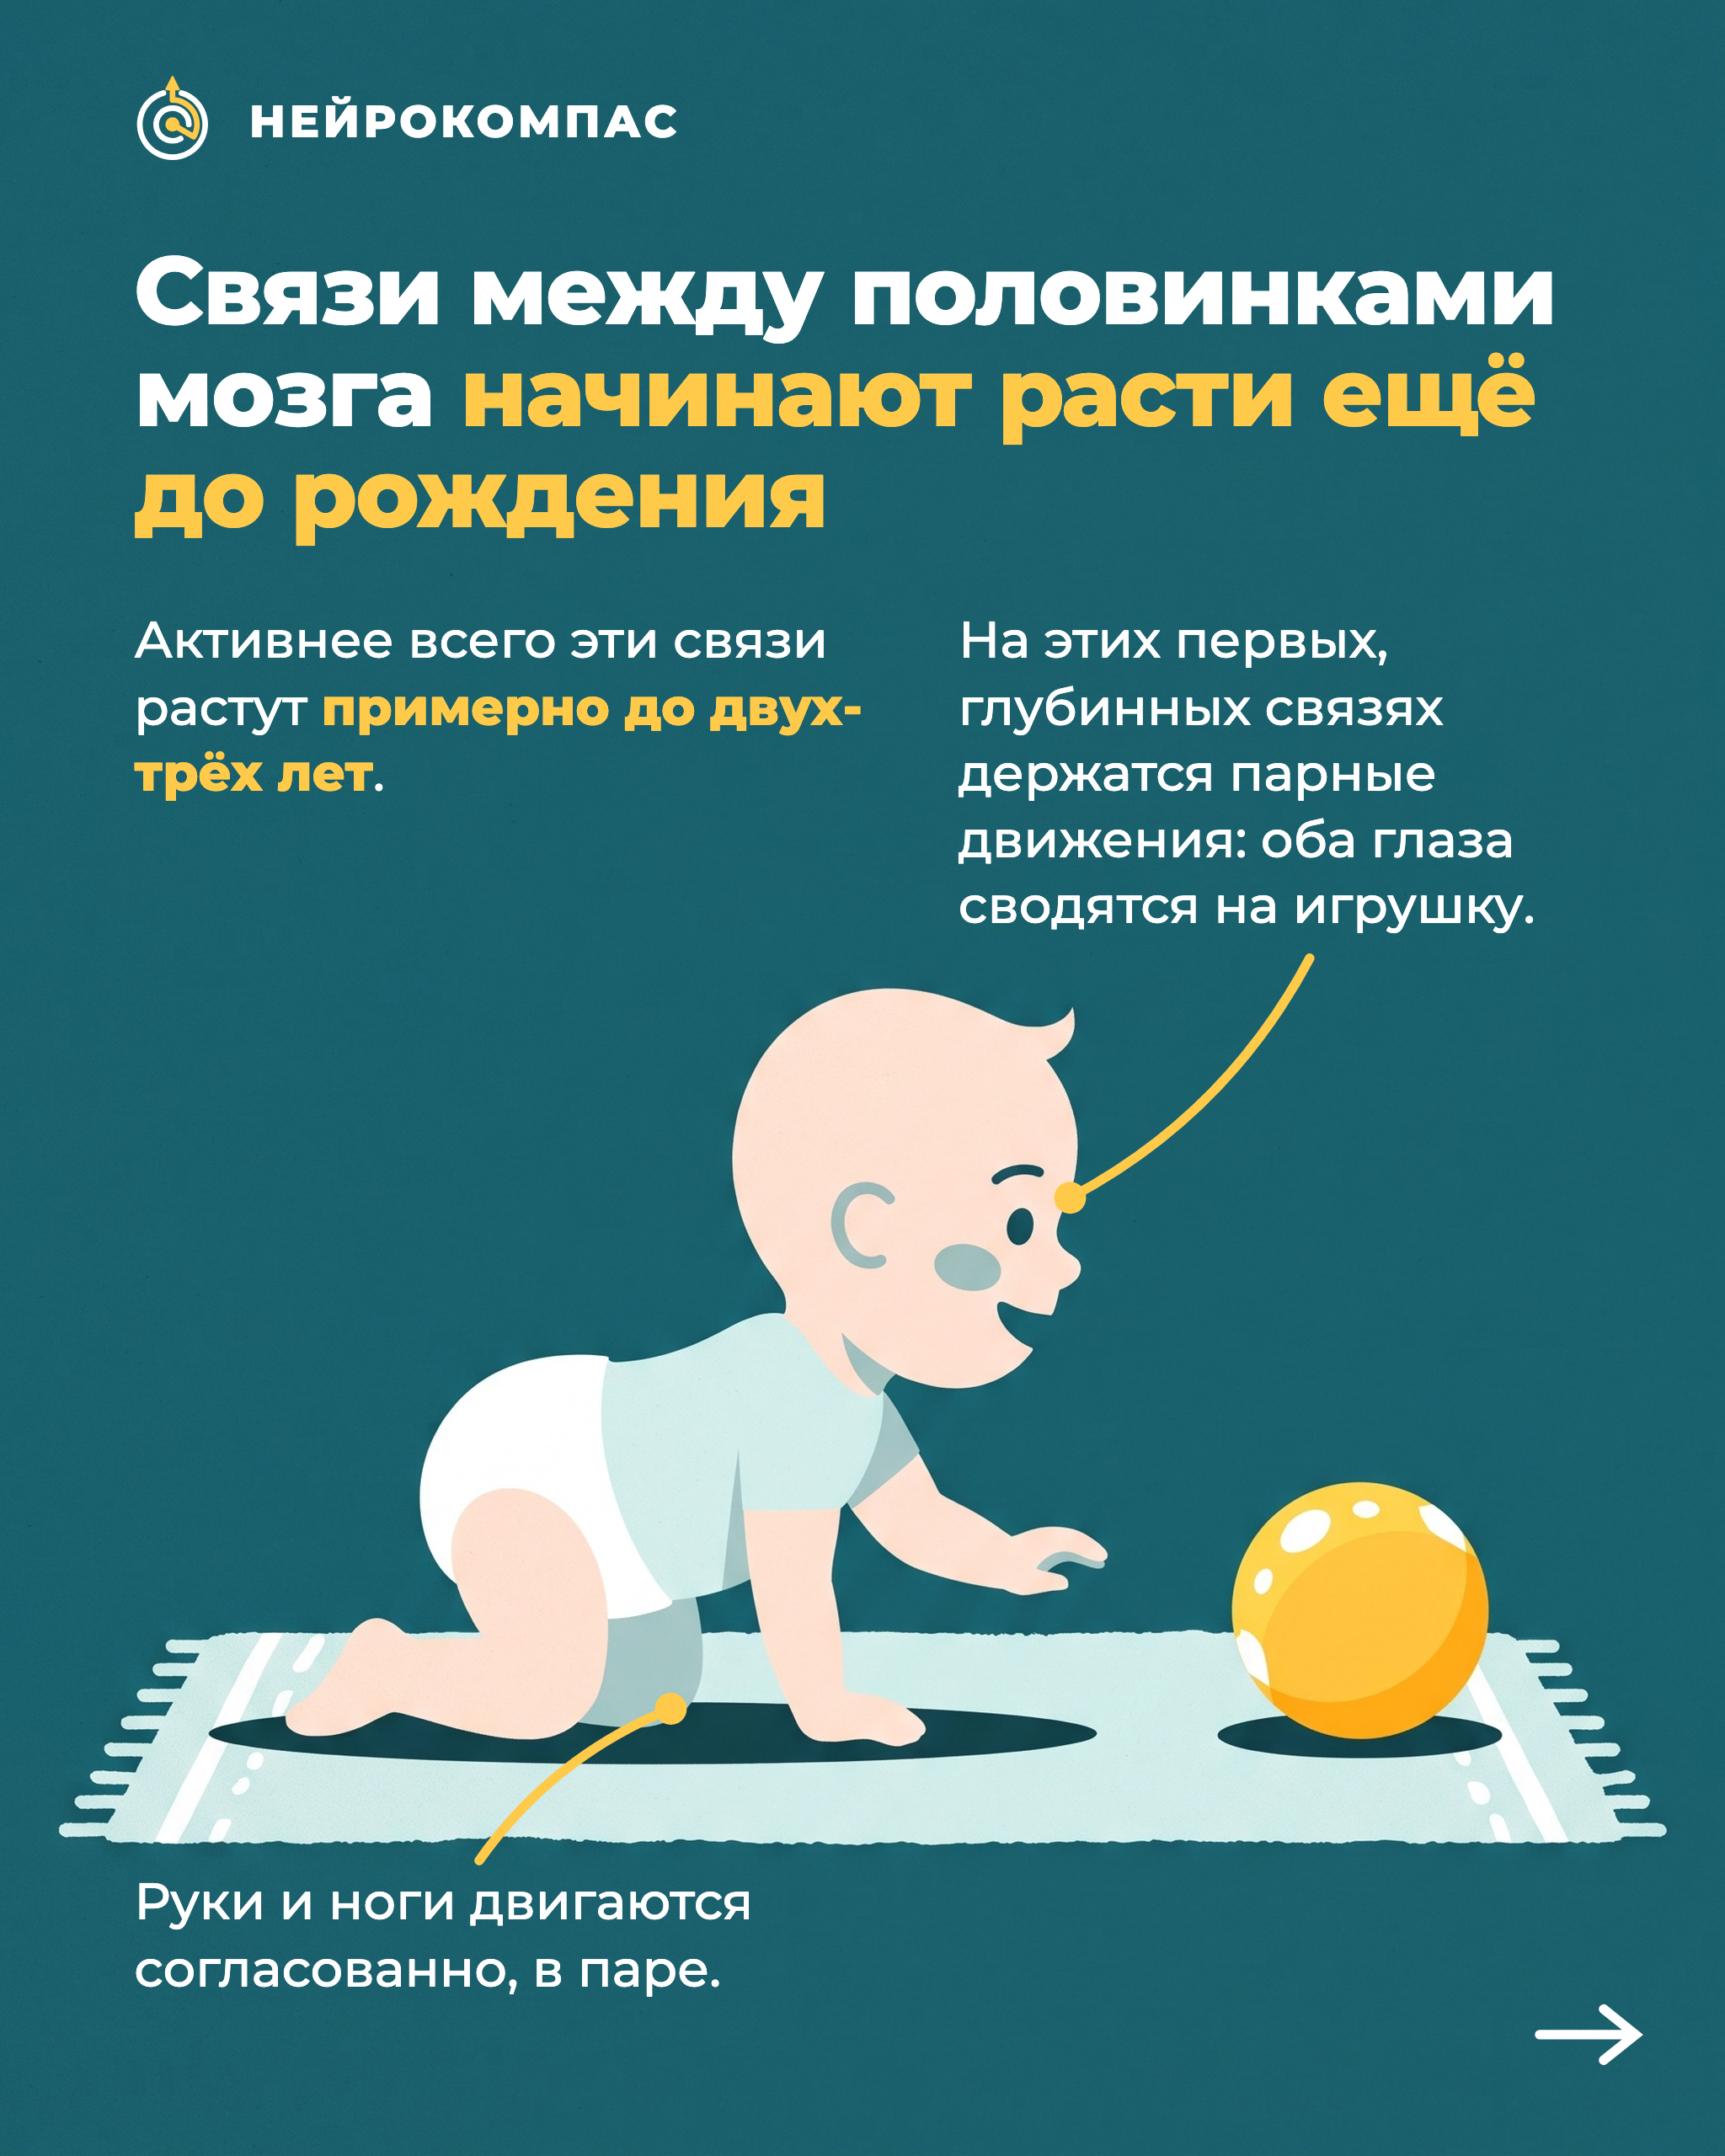 НЕЙРОКОМПАС
Связи между половинками
мозга начинают расти ещё
до рождения
Активнее всего эти связи
растут примерно до двух-
трёх лет.
На этих первых,
глубинных связях
держатся парные
движения: оба глаза
сводятся на игрушку.
Руки и ноги двигаются
согласованно, в паре.